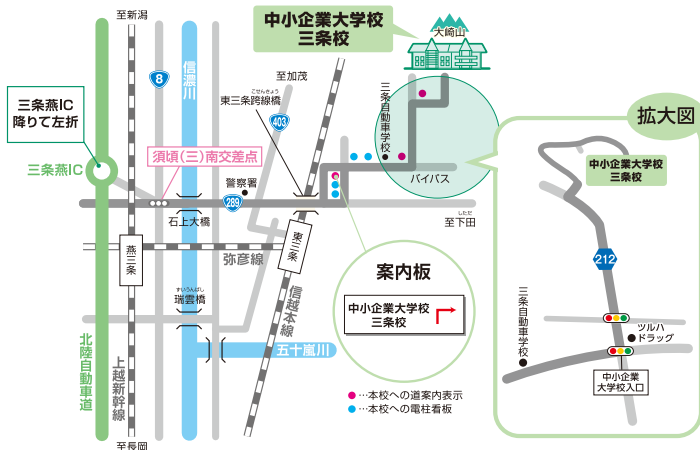 至新潟
中小企業大学校
三条校
大崎山
8
信濃川
至加茂
ごせんきょう
東三条跨線橋
403
三条燕IC
降りて左折
須頃(三)南交差点
三条自動車学校
拡大図
中小企業大学校
三条校
三条燕IC
警察署
289
バイパス
石上大橋
しただ
至下田
燕三条
弥彦線
東三条
212
案内板
中小企業大学校
三条校
ずいうんばし
瑞雲橋
信越本線
三条自動車学校
ツルハ
ドラッグ
北陸自動車道
上越新幹線
五十嵐川
中小企業
大学校入口
●…本校への道案内表示
●…本校への電柱看板
至長岡